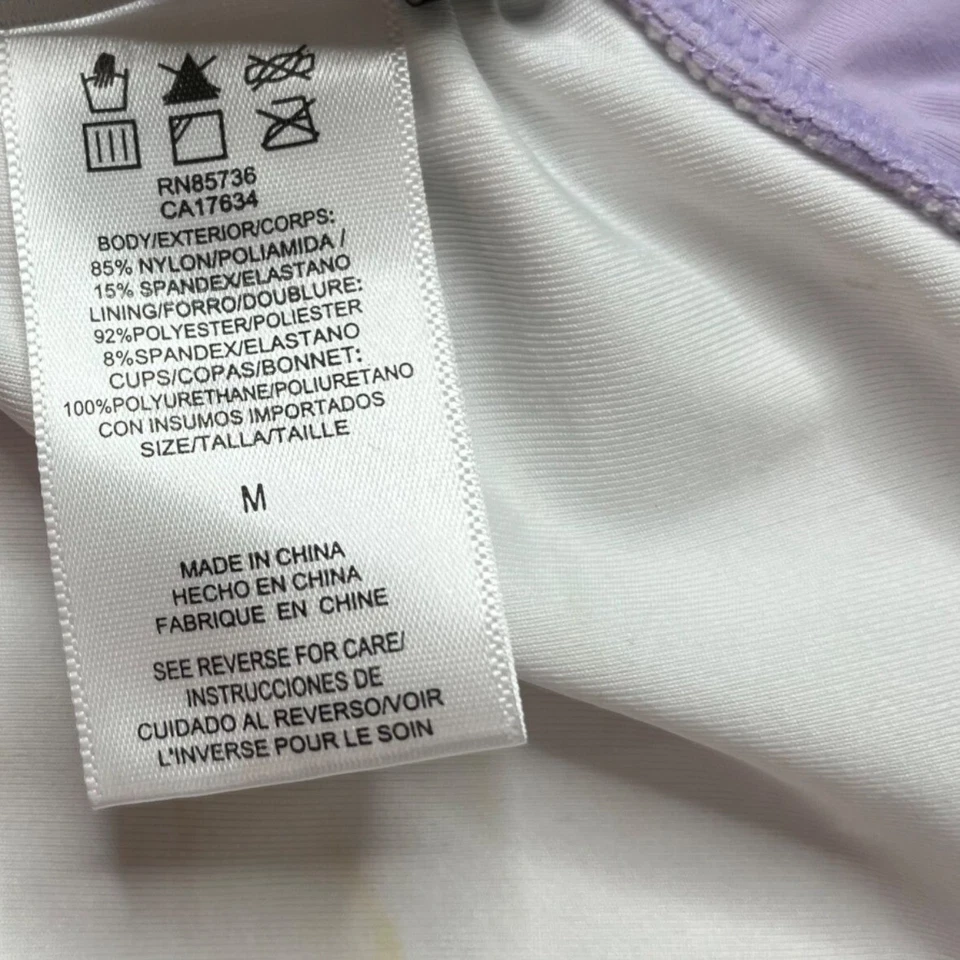 RN85736
CA17634
BODY/EXTERIOR/CORPS:
85% NYLON/POLIAMIDA /
15% SPANDEX/ELASTANO
LINING/FORRO/DOUBLURE:
92%POLYESTER/POLIESTER
8%SPANDEX/ELASTANO
CUPS/COPAS/BONNET:
100%POLYURETHANE/POLIURETANO
CON INSUMOS IMPORTADOS
SIZE/TALLA/TAILLE
M
MADE IN CHINA
HECHO EN CHINA
FABRIQUE EN CHINE
SEE REVERSE FOR CARE/
INSTRUCCIONES DE
CUIDADO AL REVERSO/VOIR
L'INVERSE POUR LE SOIN